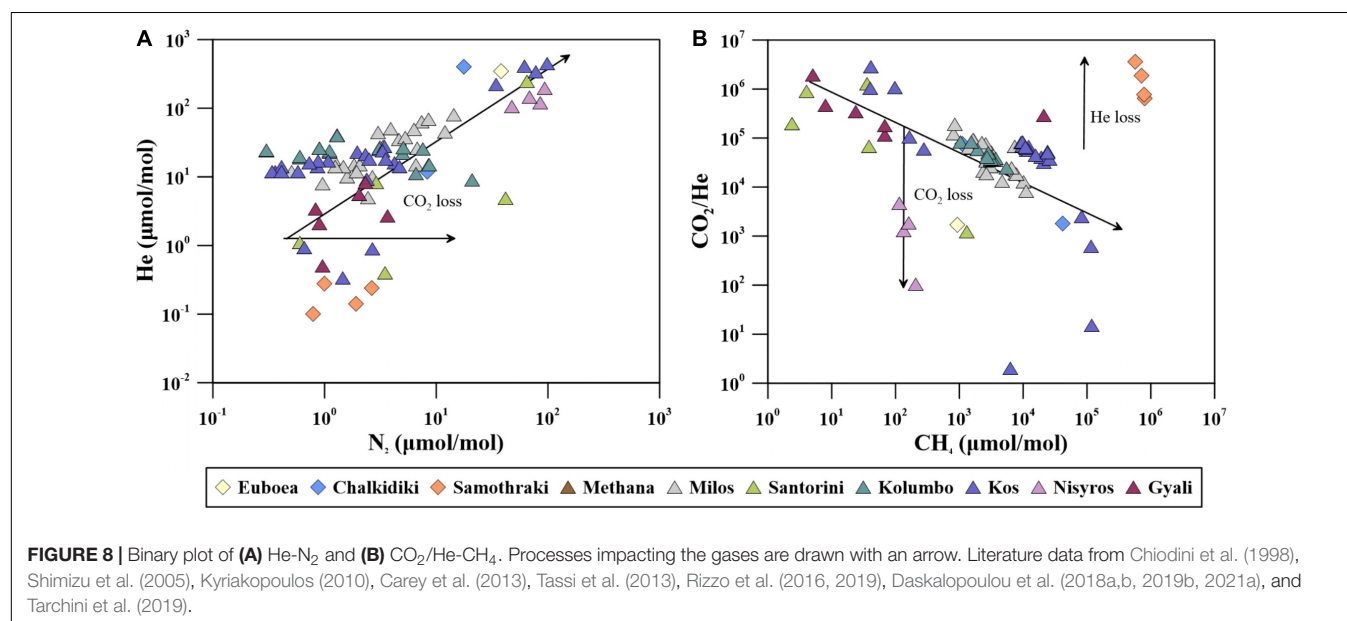 A
B
10³
10²
10¹
10⁰
10⁻¹
10⁻²
He (μmol/mol)
CO₂ loss
10⁻¹ 10⁰ 10¹ 10² 10³
N₂ (μmol/mol)
10⁷
10⁶
10⁵
10⁴
10³
10²
10¹
10⁰
CO₂/He
He loss
CO₂ loss
10⁰ 10¹ 10² 10³ 10⁴ 10⁵ 10⁶ 10⁷
CH₄ (μmol/mol)
Euboea Chalkidiki Samothraki Methana Milos Santorini Kolumbo Kos Nisyros Gyali
FIGURE 8 | Binary plot of (A) He-N₂ and (B) CO₂/He-CH₄. Processes impacting the gases are drawn with an arrow. Literature data from Chiodini et al. (1998),
Shimizu et al. (2005), Kyriakopoulos (2010), Carey et al. (2013), Tassi et al. (2013), Rizzo et al. (2016, 2019), Daskalopoulou et al. (2018a,b, 2019b, 2021a), and
Tarchini et al. (2019).